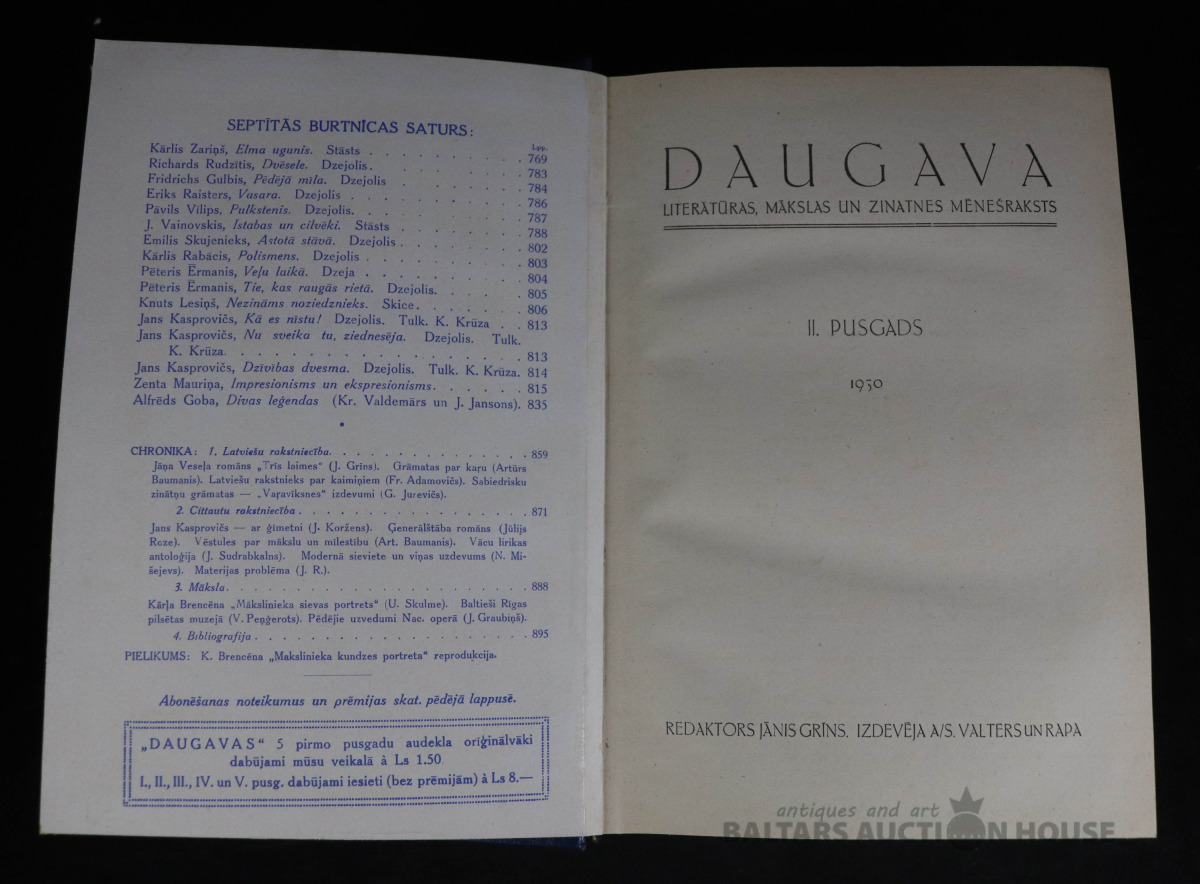 SEPTĪTĀS BURTNĪCAS SATURS:
Lpp.
Kārlis Zariņš, Elma ugunis. Stāsts . . . . . . . . 769
Richards Rudzītis, Dvēsele. Dzejolis. . . . . . . . 783
Fridrichs Gulbis, Pēdējā mīla. Dzejolis . . . . . . . 784
Eriks Raisters, Vasara. Dzejolis . . . . . . . . 786
Pāvils Vīlips, Pulkstenis. Dzejolis. . . . . . . . 787
J. Vainovskis, Istabas un cilvēki. Stāsts . . . . . . 788
Emilis Skujenieks, Astotā stāvā. Dzejolis . . . . . . 802
Kārlis Rabācis, Polismens. Dzejolis . . . . . . . 803
Pēteris Ērmanis, Veļu laikā. Dzeja . . . . . . . 804
Pēteris Ērmanis, Tie, kas raugās rietā. Dzejolis. . . . . 805
Knuts Lesiņš, Nezināms noziedznieks. Skice. . . . . . 806
Jans Kasprovičs, Kā es nīstu! Dzejolis. Tulk. K. Krūza . . 813
Jans Kasprovičs, Nu sveika tu, ziednesēja. Dzejolis. Tulk.
K. Krūza. . . . . . . . . . . . . 813
Jans Kasprovičs, Dzīvības dvesma. Dzejolis. Tulk. K. Krūza. 814
Zenta Mauriņa, Impresionisms un ekspresionisms. . . . . . 815
Alfrēds Goba, Divas leģendas (Kr. Valdemārs un J. Jansons). 835
CHRONIKA: 1. Latviešu rakstniecība. . . . . . . . . 859
Jāņa Veseļa romāns „Trīs laimes“ (J. Grīns). Grāmatas par kaŗu (Artūrs
Baumanis). Latviešu rakstnieks par kaimiņiem (Fr. Adamovičs). Sabiedrisku
zinātņu grāmatas — „Vaŗavīksnes“ izdevumi (G. Jurevičs).
2. Cittautu rakstniecība . . . . . . . . . . 871
Jans Kasprovičs — ar ģīmetni (J. Koržens). Ģenerālštāba romāns (Jūlijs
Roze). Vēstules par mākslu un mīlestību (Art. Baumanis). Vācu lirikas
antoloģija (J. Sudrabkalns). Modernā sieviete un viņas uzdevums (N. Mi-
šejevs). Materijas problēma (J. R.).
3. Māksla. . . . . . . . . . . . . 888
Kārļa Brencēna „Mākslinieka sievas portrets“ (U. Skulme). Baltieši Rīgas
pilsētas muzejā (V. Peņģerots). Pēdējie uzvedumi Nac. operā (J. Graubiņš).
4. Bibliografija . . . . . . . . . . . . 895
PIELIKUMS: K. Brencēna „Makslinieka kundzes portreta“ reprodukcija.
Abonēšanas noteikumus un prēmijas skat. pēdējā lappusē.
„DAUGAVAS“ 5 pirmo pusgadu audekla oriģinālvāki
dabūjami mūsu veikalā à Ls 1.50.
I., II., III., IV. un V. pusg. dabūjami iesieti (bez prēmijām) à Ls 8.—
DAUGAVA
LITERĀTŪRAS, MĀKSLAS UN ZINATNES MĒNEŠRAKSTS
II. PUSGADS
1930
REDAKTORS JĀNIS GRĪNS. IZDEVĒJA A/S. VALTERS UN RAPA
antiques and art
BALTARS AUCTION HOUSE